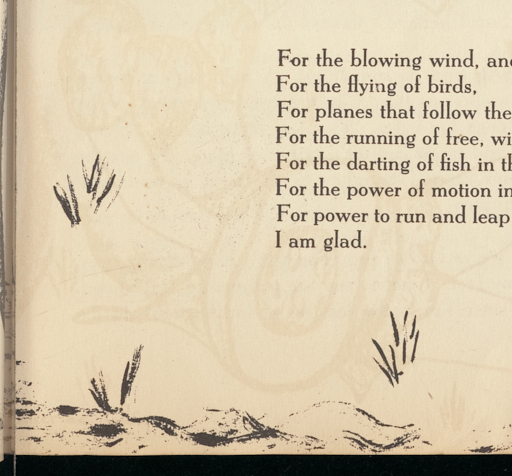 For the blowing wind, and
For the flying of birds,
For planes that follow the
For the running of free, wi
For the darting of fish in th
For the power of motion in
For power to run and leap
I am glad.